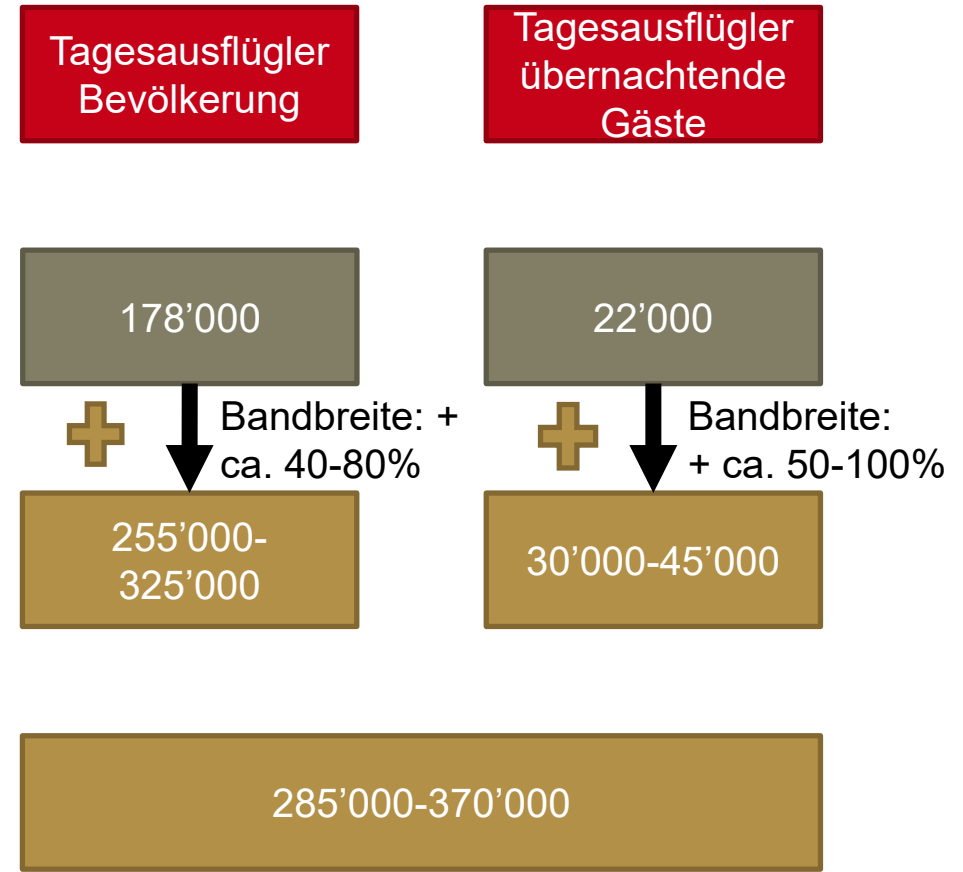 Tagesausflügler
Bevölkerung
Tagesausflügler
übernachtende
Gäste
178’000
22’000
Bandbreite: +
ca. 40-80%
Bandbreite:
+ ca. 50-100%
255’000-
325’000
30’000-45’000
285’000-370’000